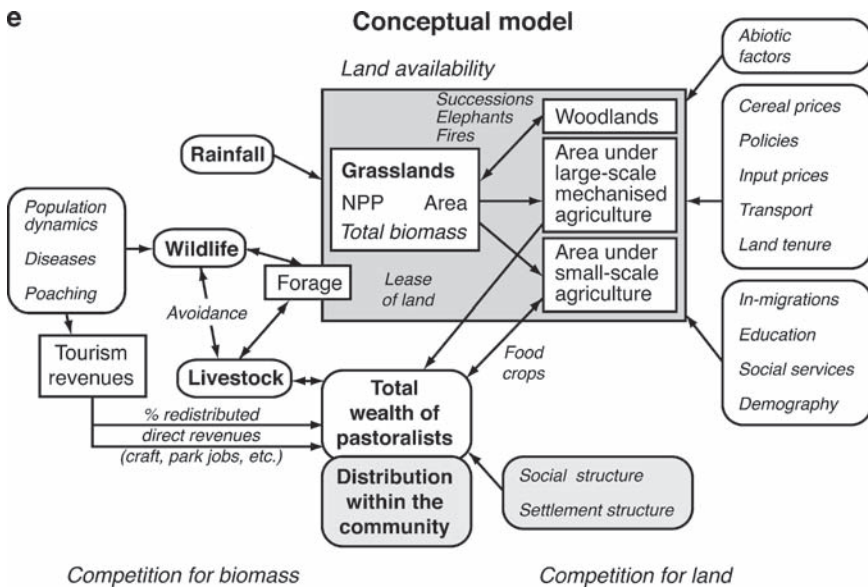 e
Conceptual model
Land availability
Abiotic
factors
Successions
Elephants
Fires
Woodlands
Rainfall
Grasslands
NPP Area
Total biomass
Area under
large-scale
mechanised
agriculture
Cereal prices
Policies
Input prices
Transport
Land tenure
Population
dynamics
Diseases
Poaching
Wildlife
Forage
Lease
of land
Area under
small-scale
agriculture
Avoidance
In-migrations
Education
Social services
Demography
Tourism
revenues
Livestock
Food
crops
Total
wealth of
pastoralists
% redistributed
direct revenues
(craft, park jobs, etc.)
Distribution
within the
community
Social structure
Settlement structure
Competition for biomass
Competition for land